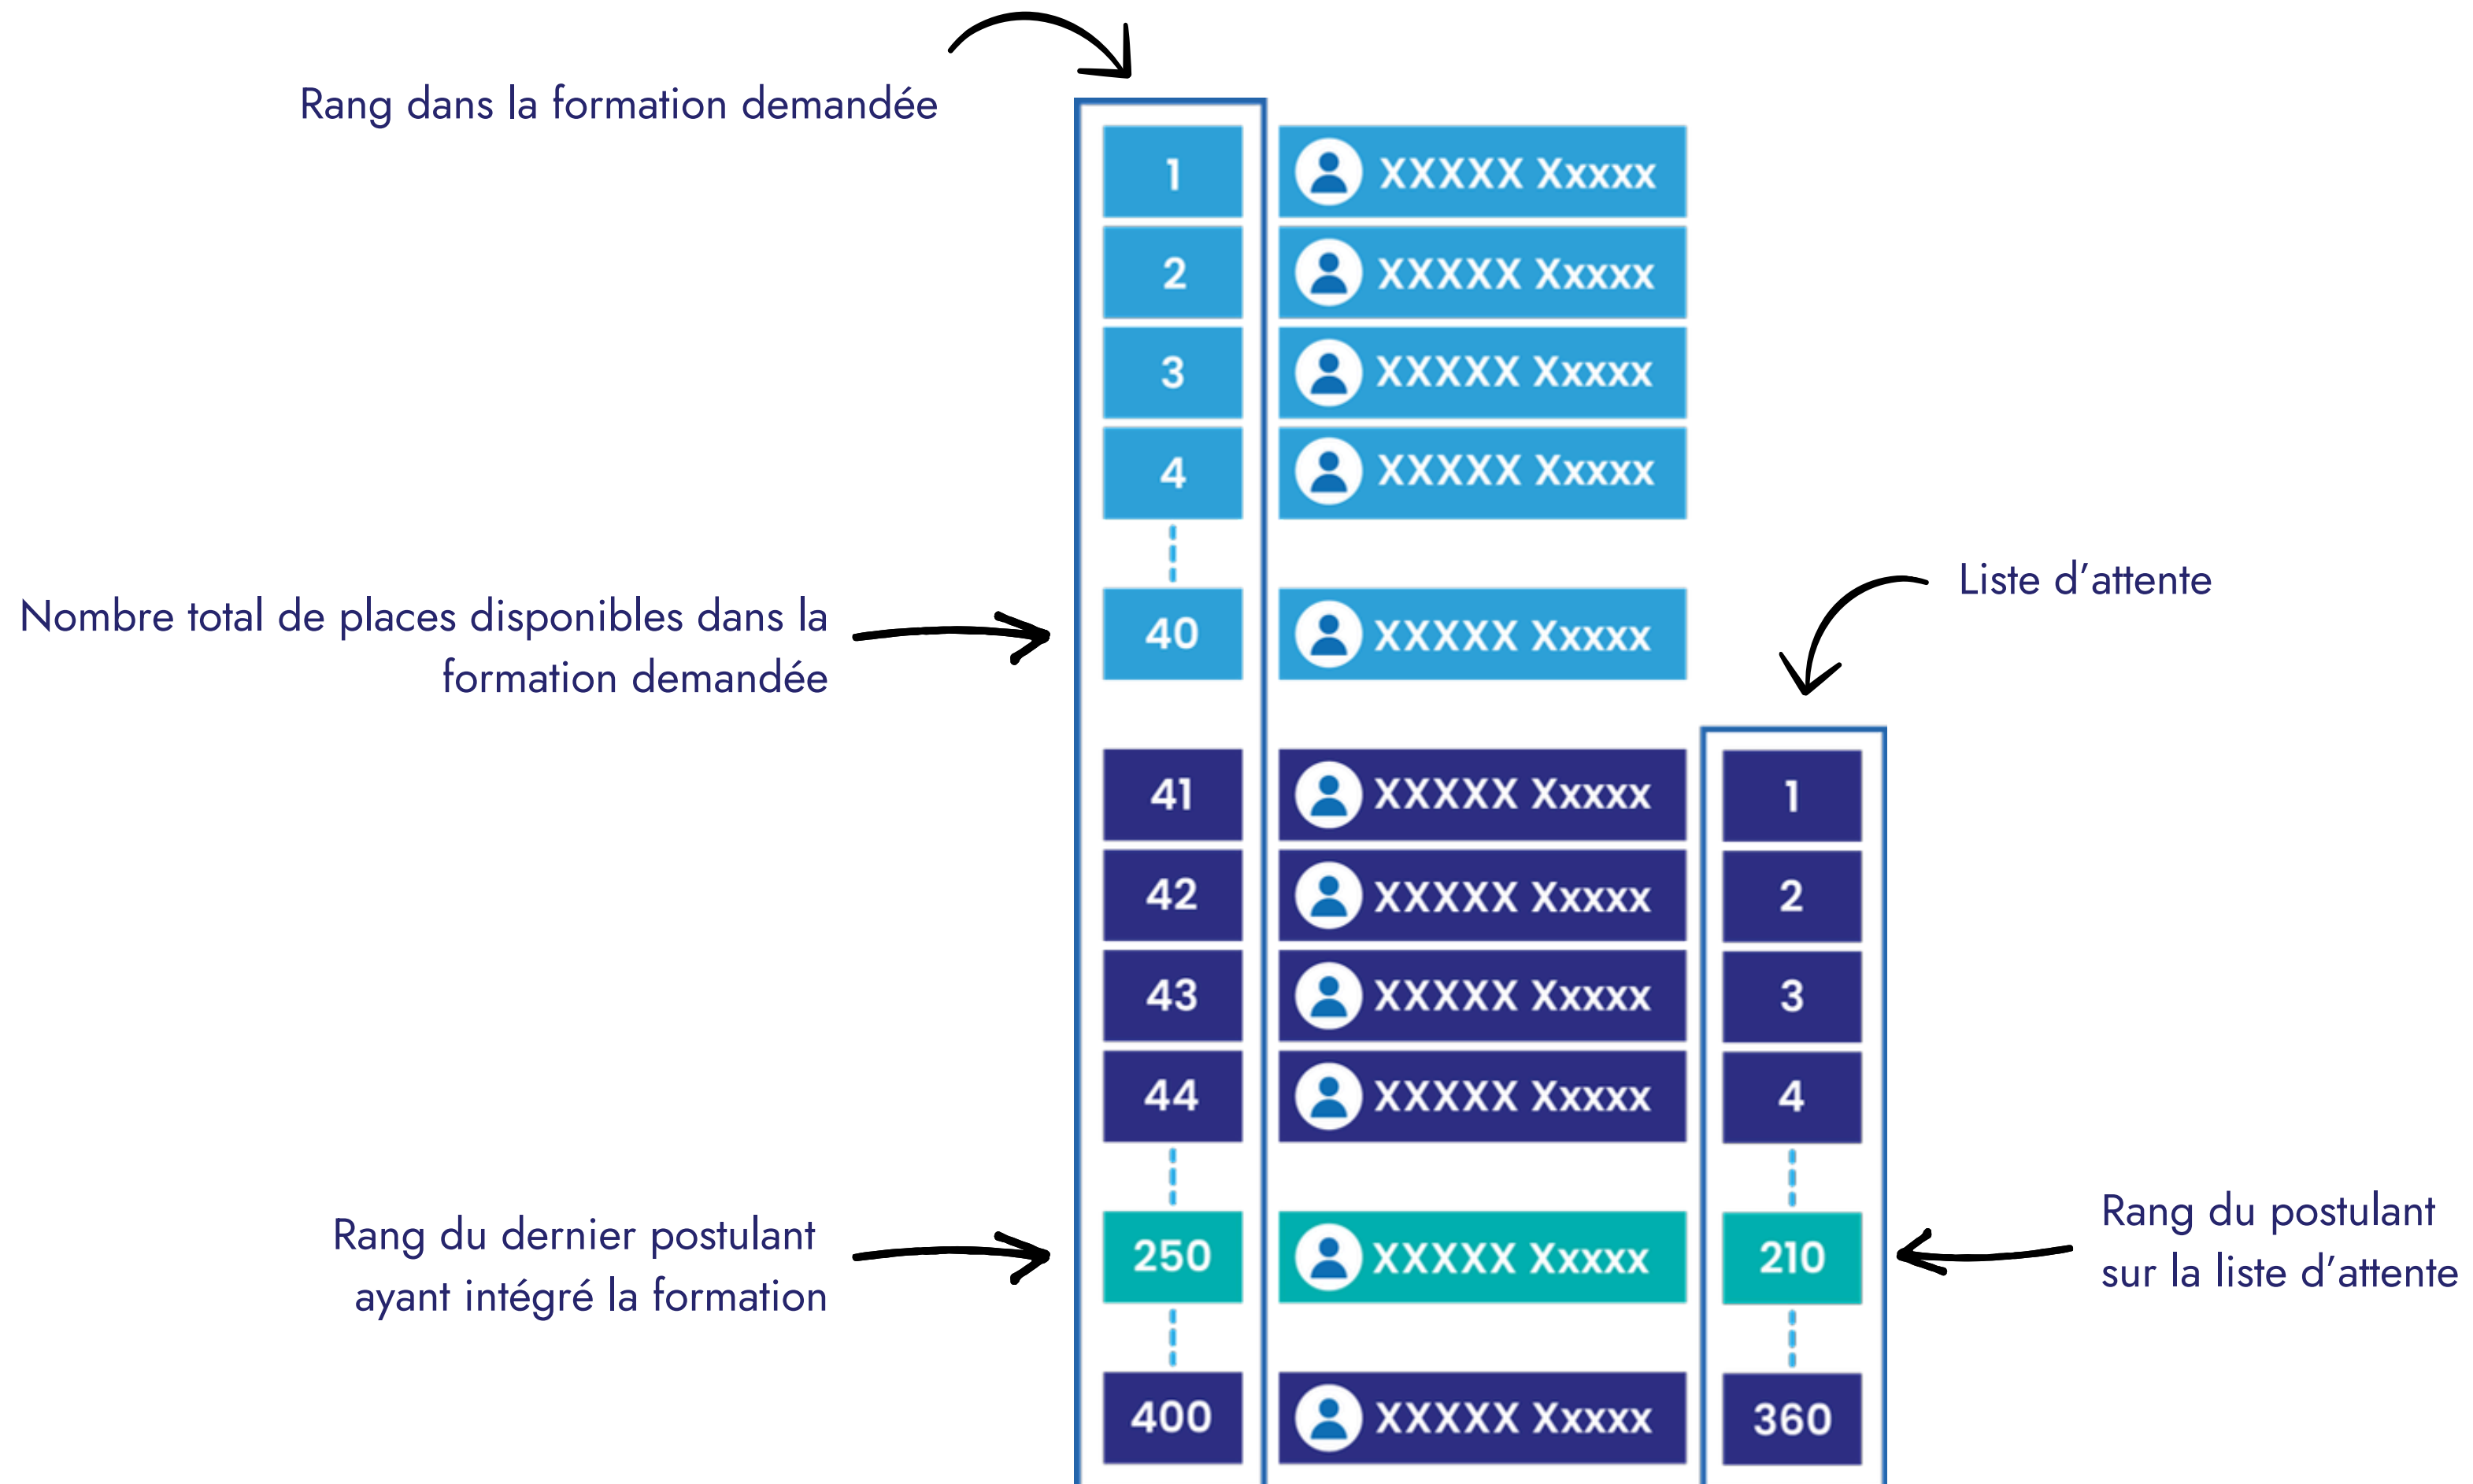 Rang dans la formation demandée
1 XXXXX Xxxxx
2 XXXXX Xxxxx
3 XXXXX Xxxxx
4 XXXXX Xxxxx
Nombre total de places disponibles dans la
formation demandée
40 XXXXX Xxxxx
Liste d'attente
41 XXXXX Xxxxx 1
42 XXXXX Xxxxx 2
43 XXXXX Xxxxx 3
44 XXXXX Xxxxx 4
Rang du dernier postulant
ayant intégré la formation
250 XXXXX Xxxxx 210
Rang du postulant
sur la liste d'attente
400 XXXXX Xxxxx 360